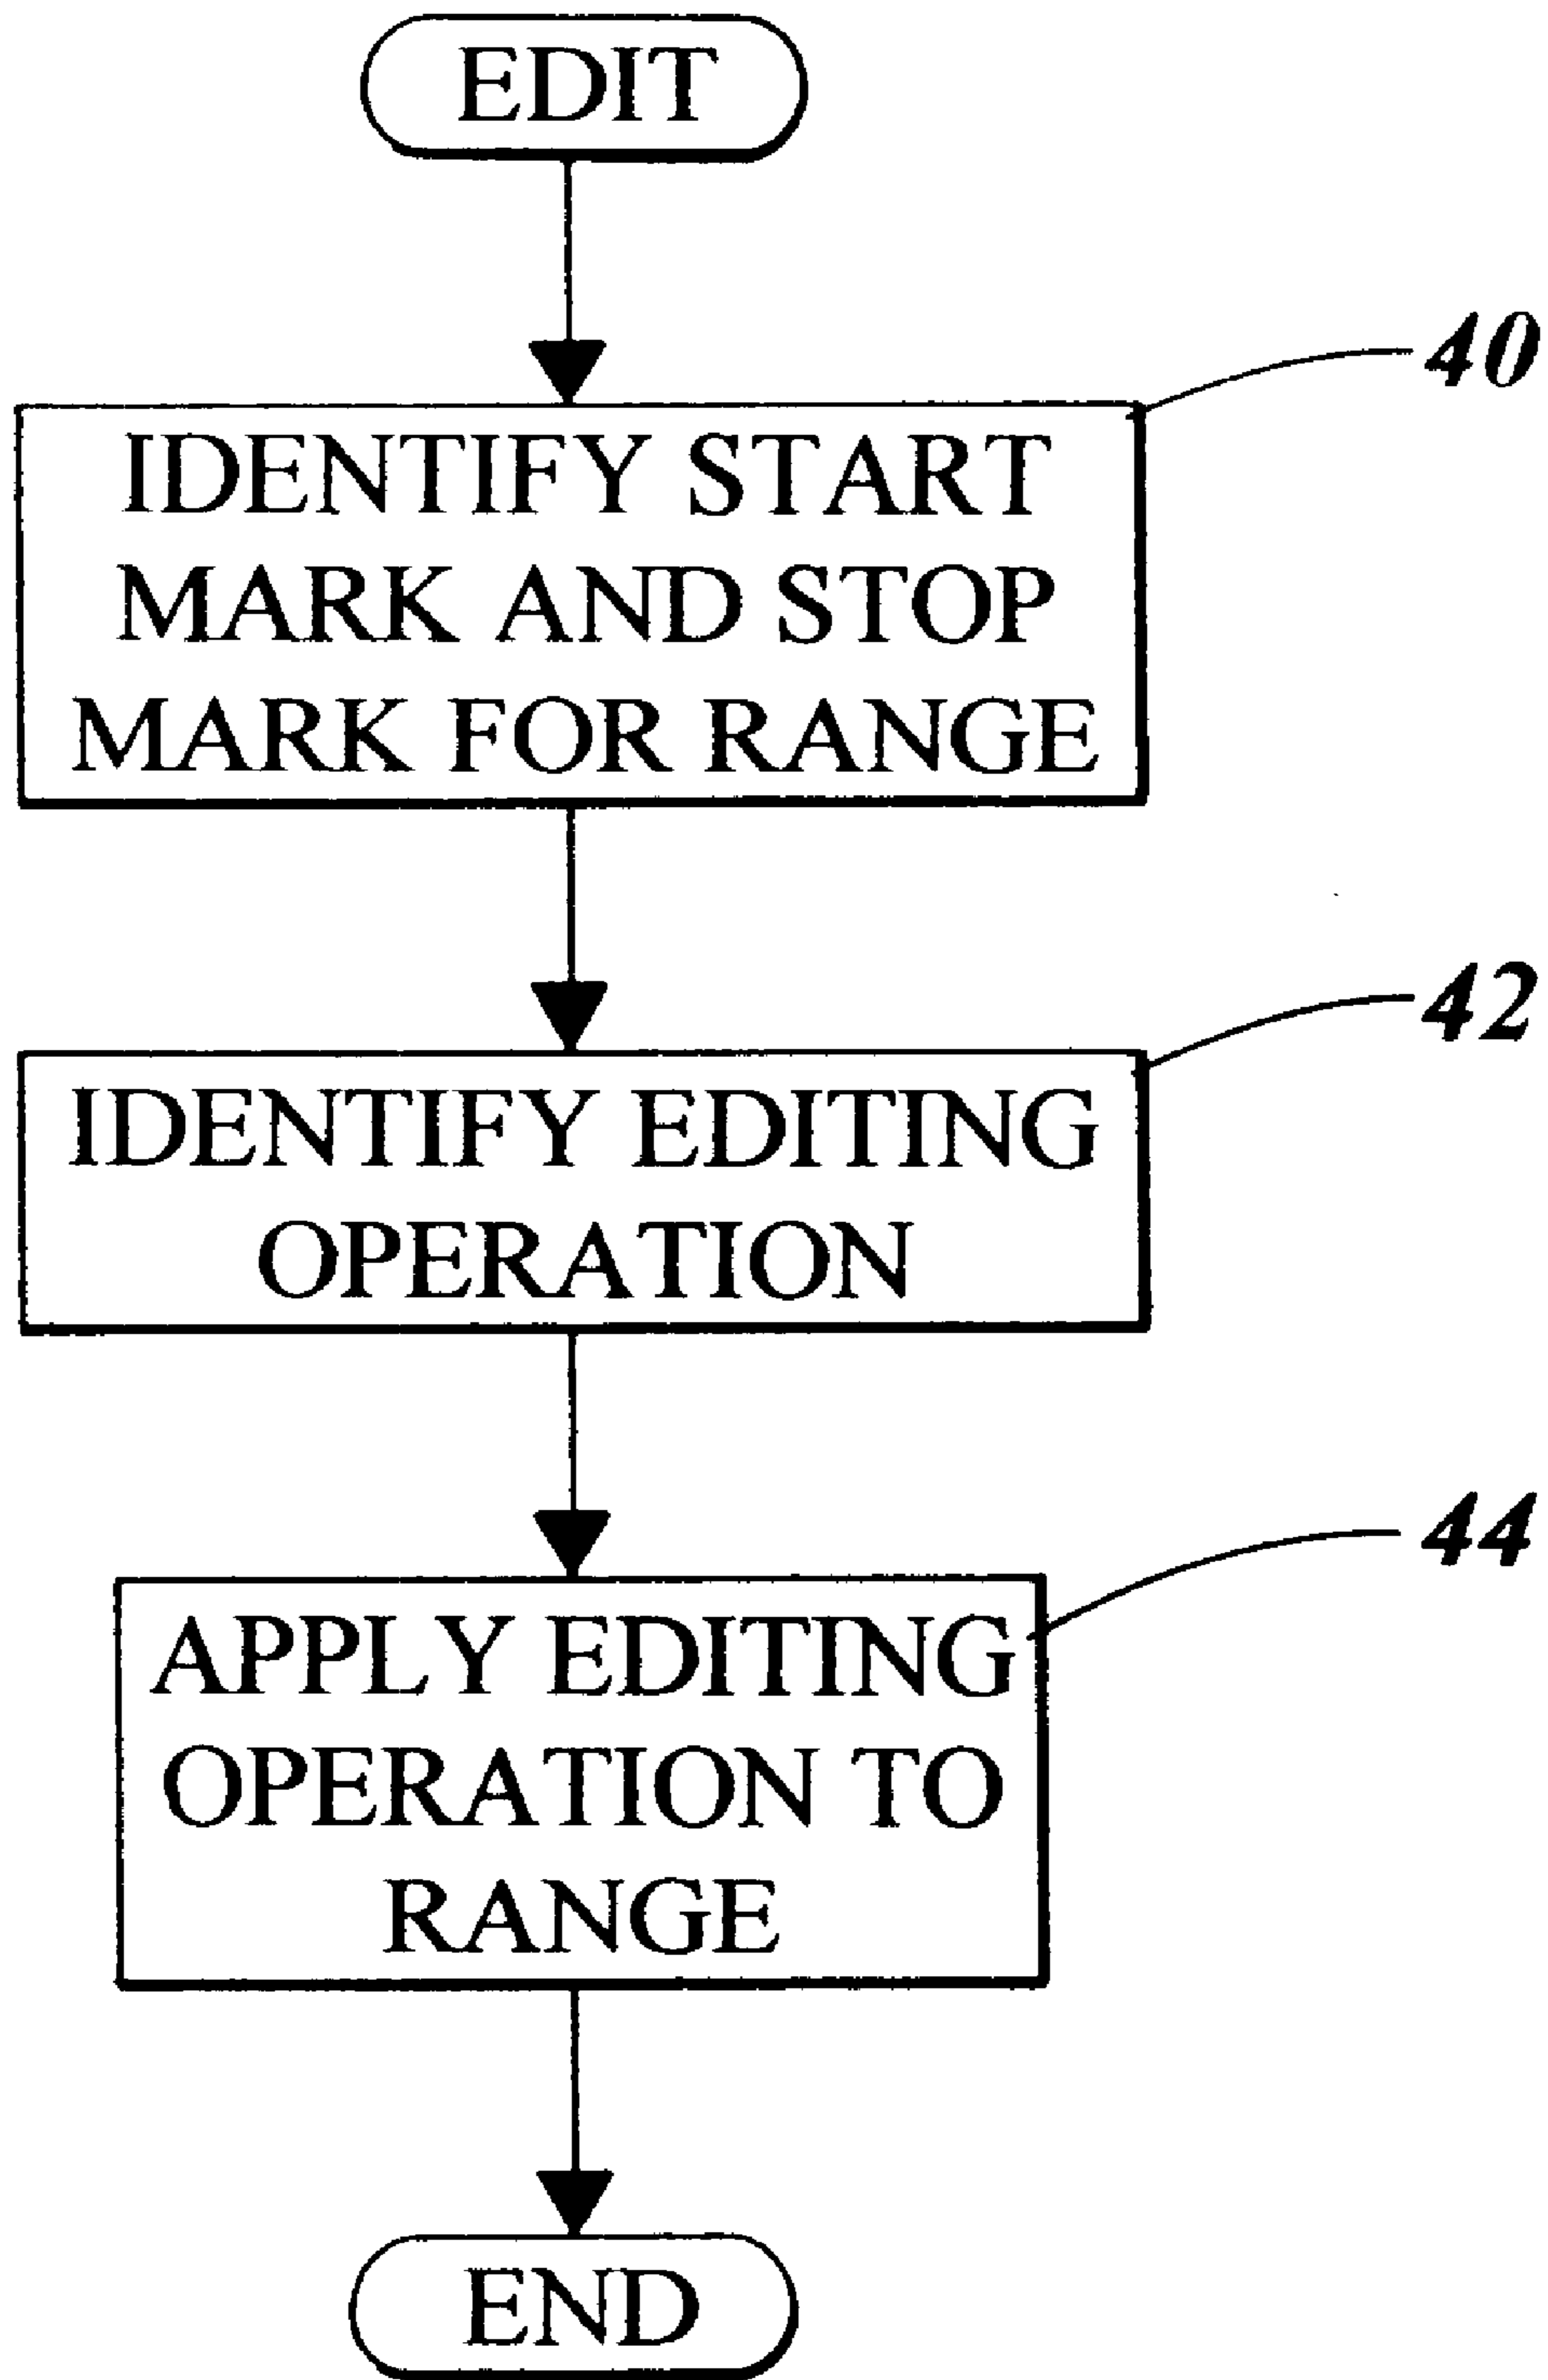 EDIT
40
IDENTIFY START
MARK AND STOP
MARK FOR RANGE
42
IDENTIFY EDITING
OPERATION
44
APPLY EDITING
OPERATION TO
RANGE
END